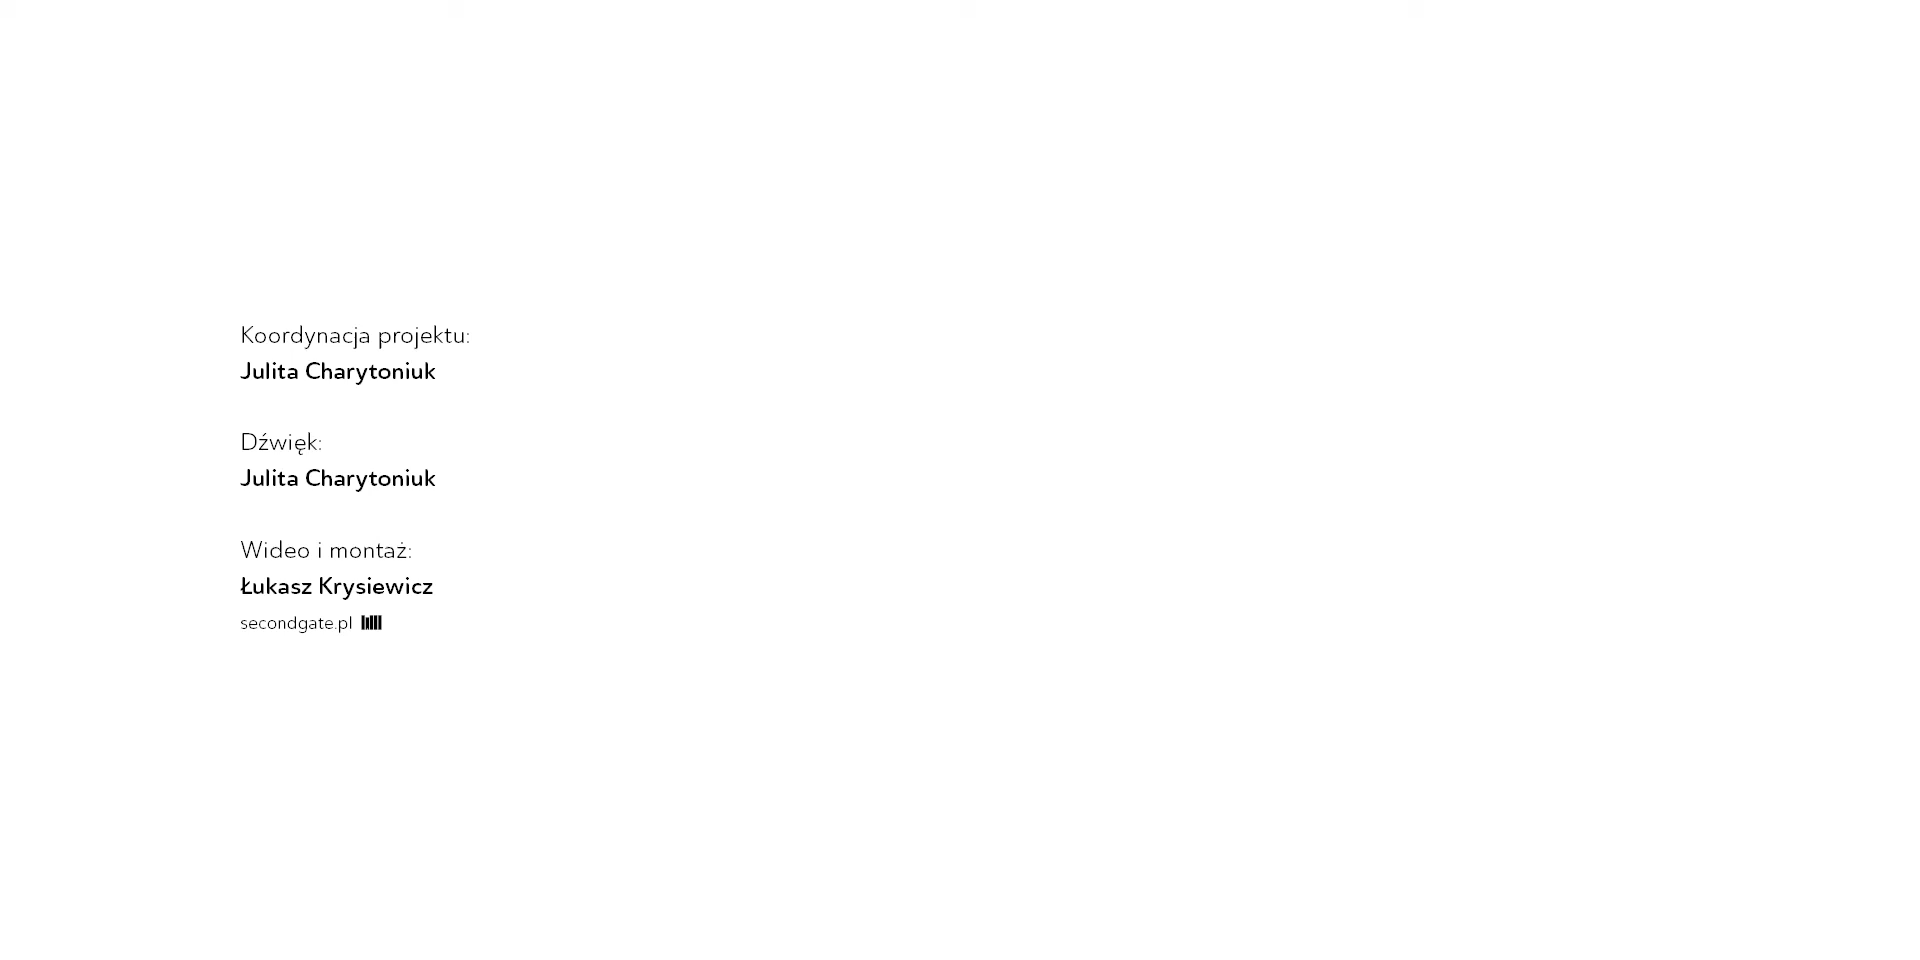 Koordynacja projektu:
Julita Charytoniuk
Dźwięk:
Julita Charytoniuk
Wideo i montaż:
Łukasz Krysiewicz
secondgate.pl